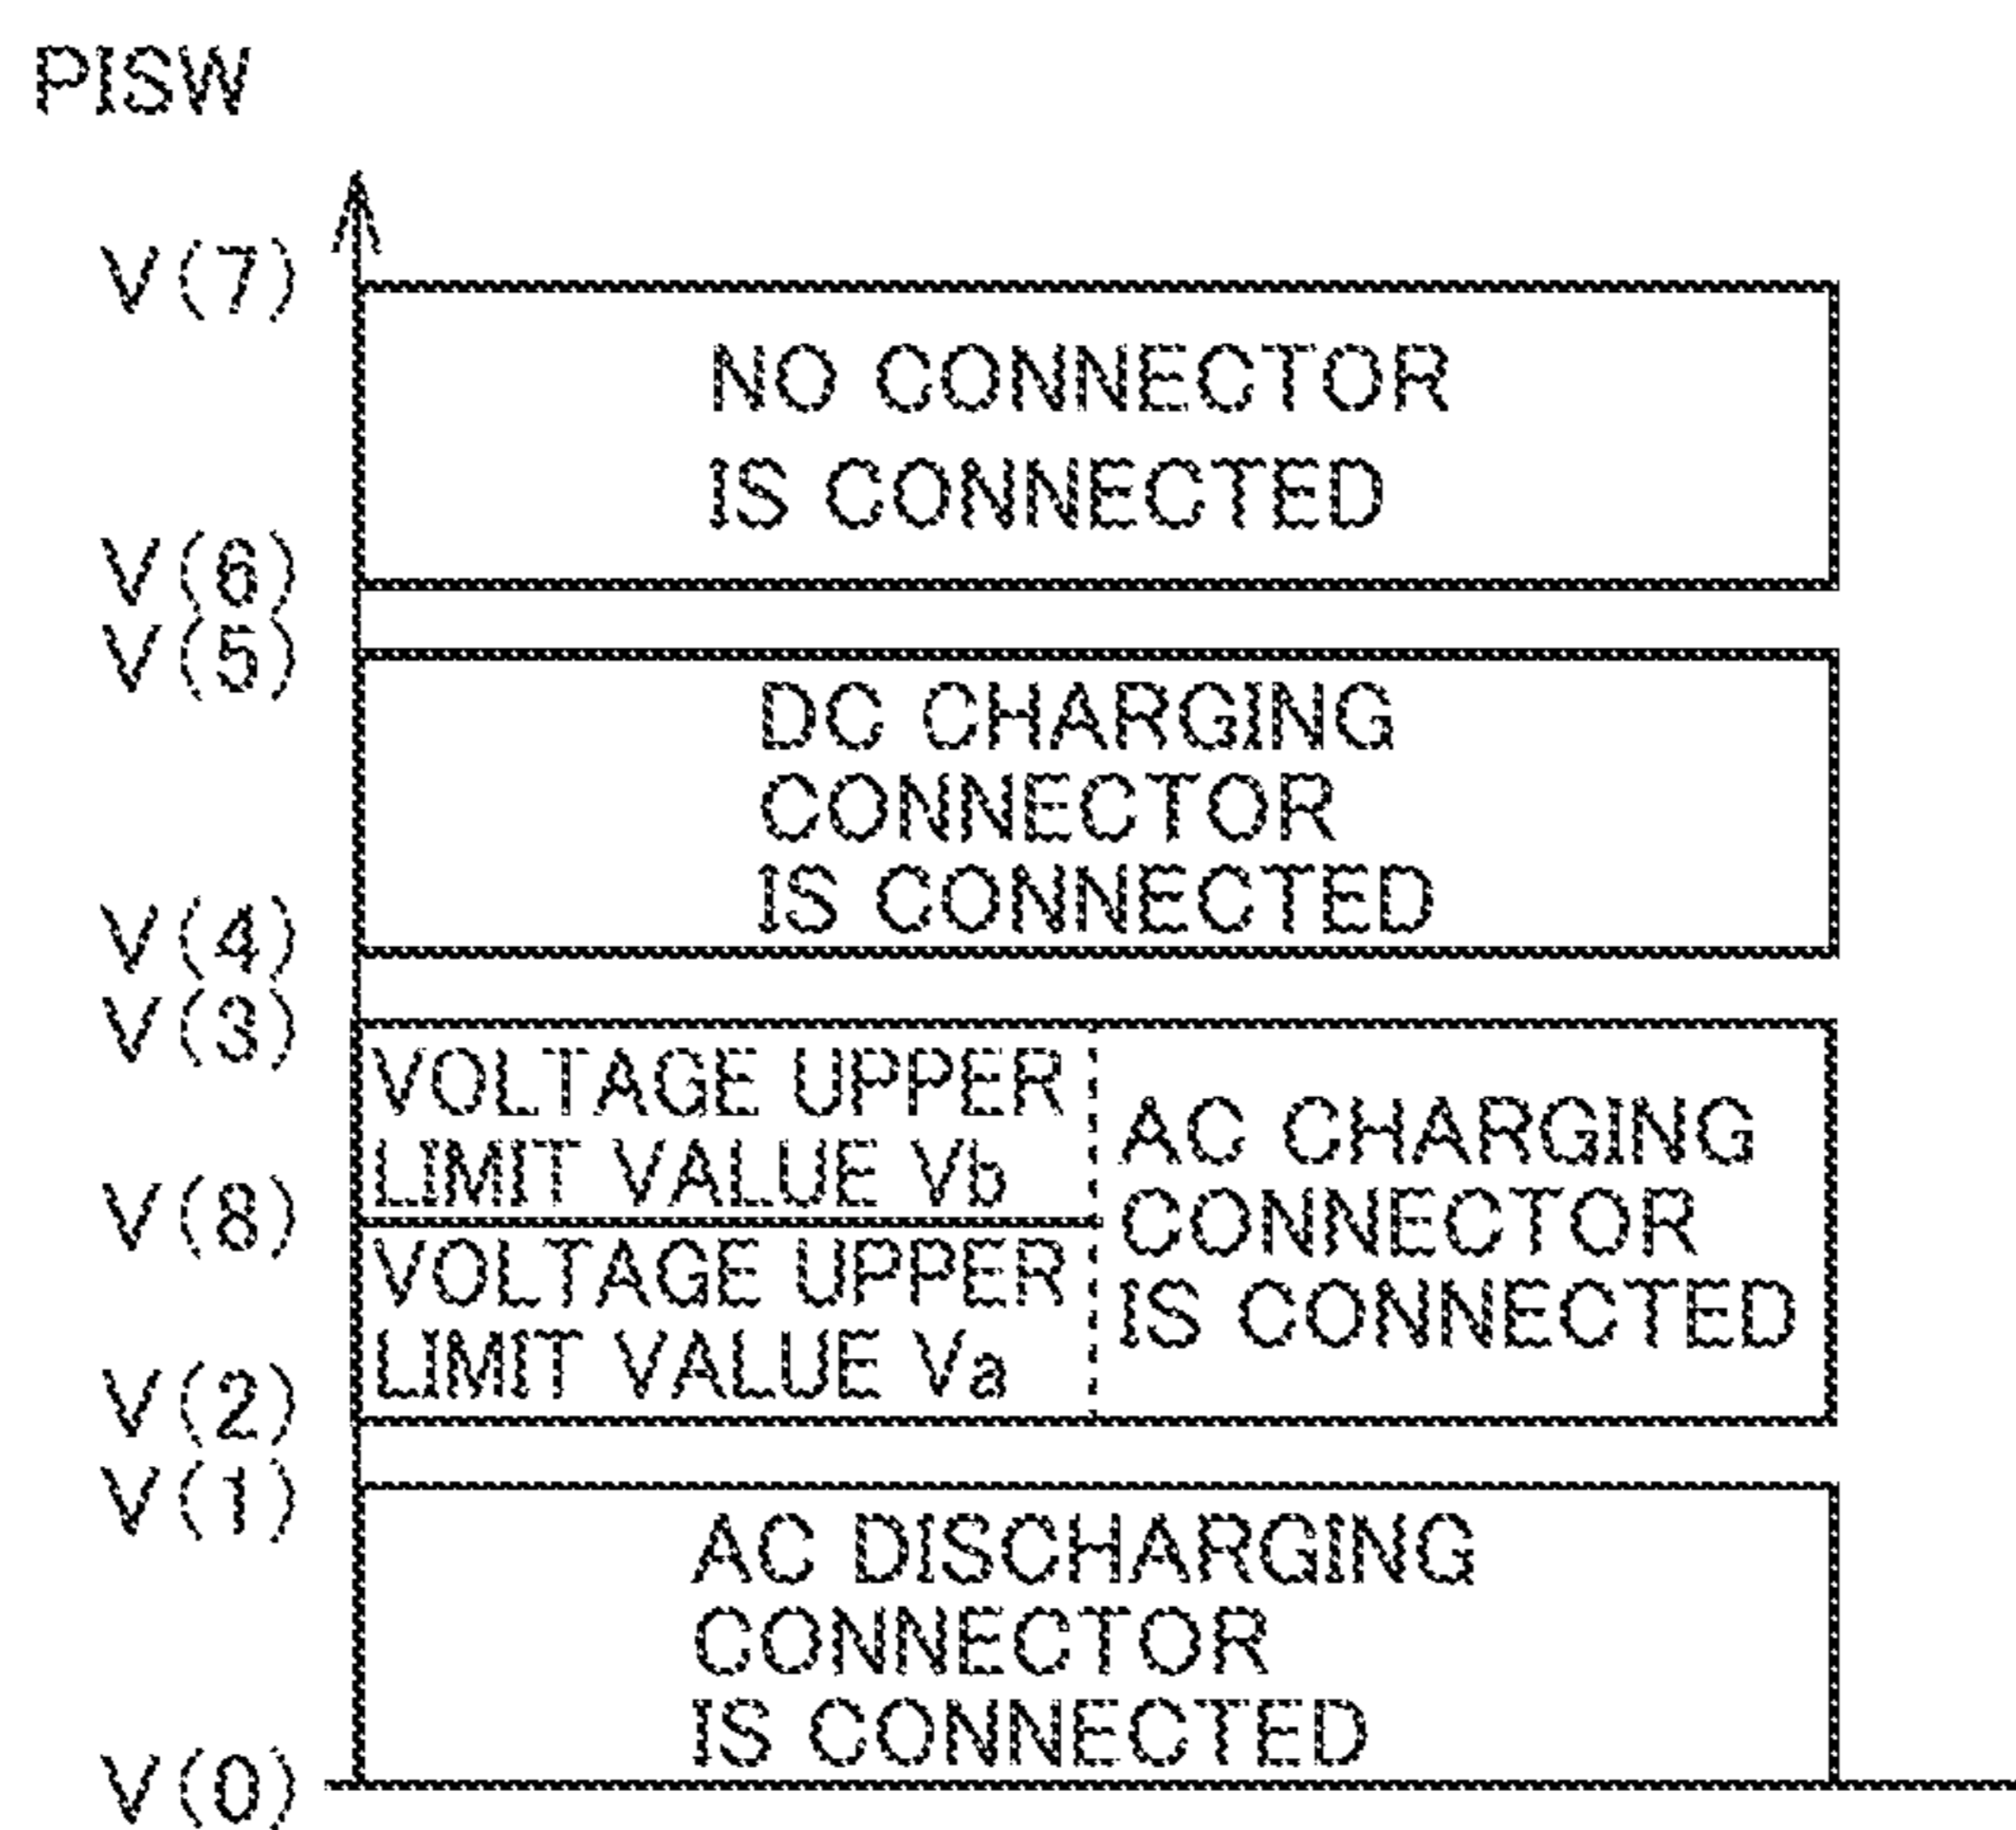 PISW
V(7)
NO CONNECTOR
IS CONNECTED
V(6)
V(5)
DC CHARGING
CONNECTOR
IS CONNECTED
V(4)
V(3)
VOLTAGE UPPER
LIMIT VALUE Vb
AC CHARGING
CONNECTOR
IS CONNECTED
V(8)
VOLTAGE UPPER
LIMIT VALUE Va
V(2)
V(1)
AC DISCHARGING
CONNECTOR
IS CONNECTED
V(0)